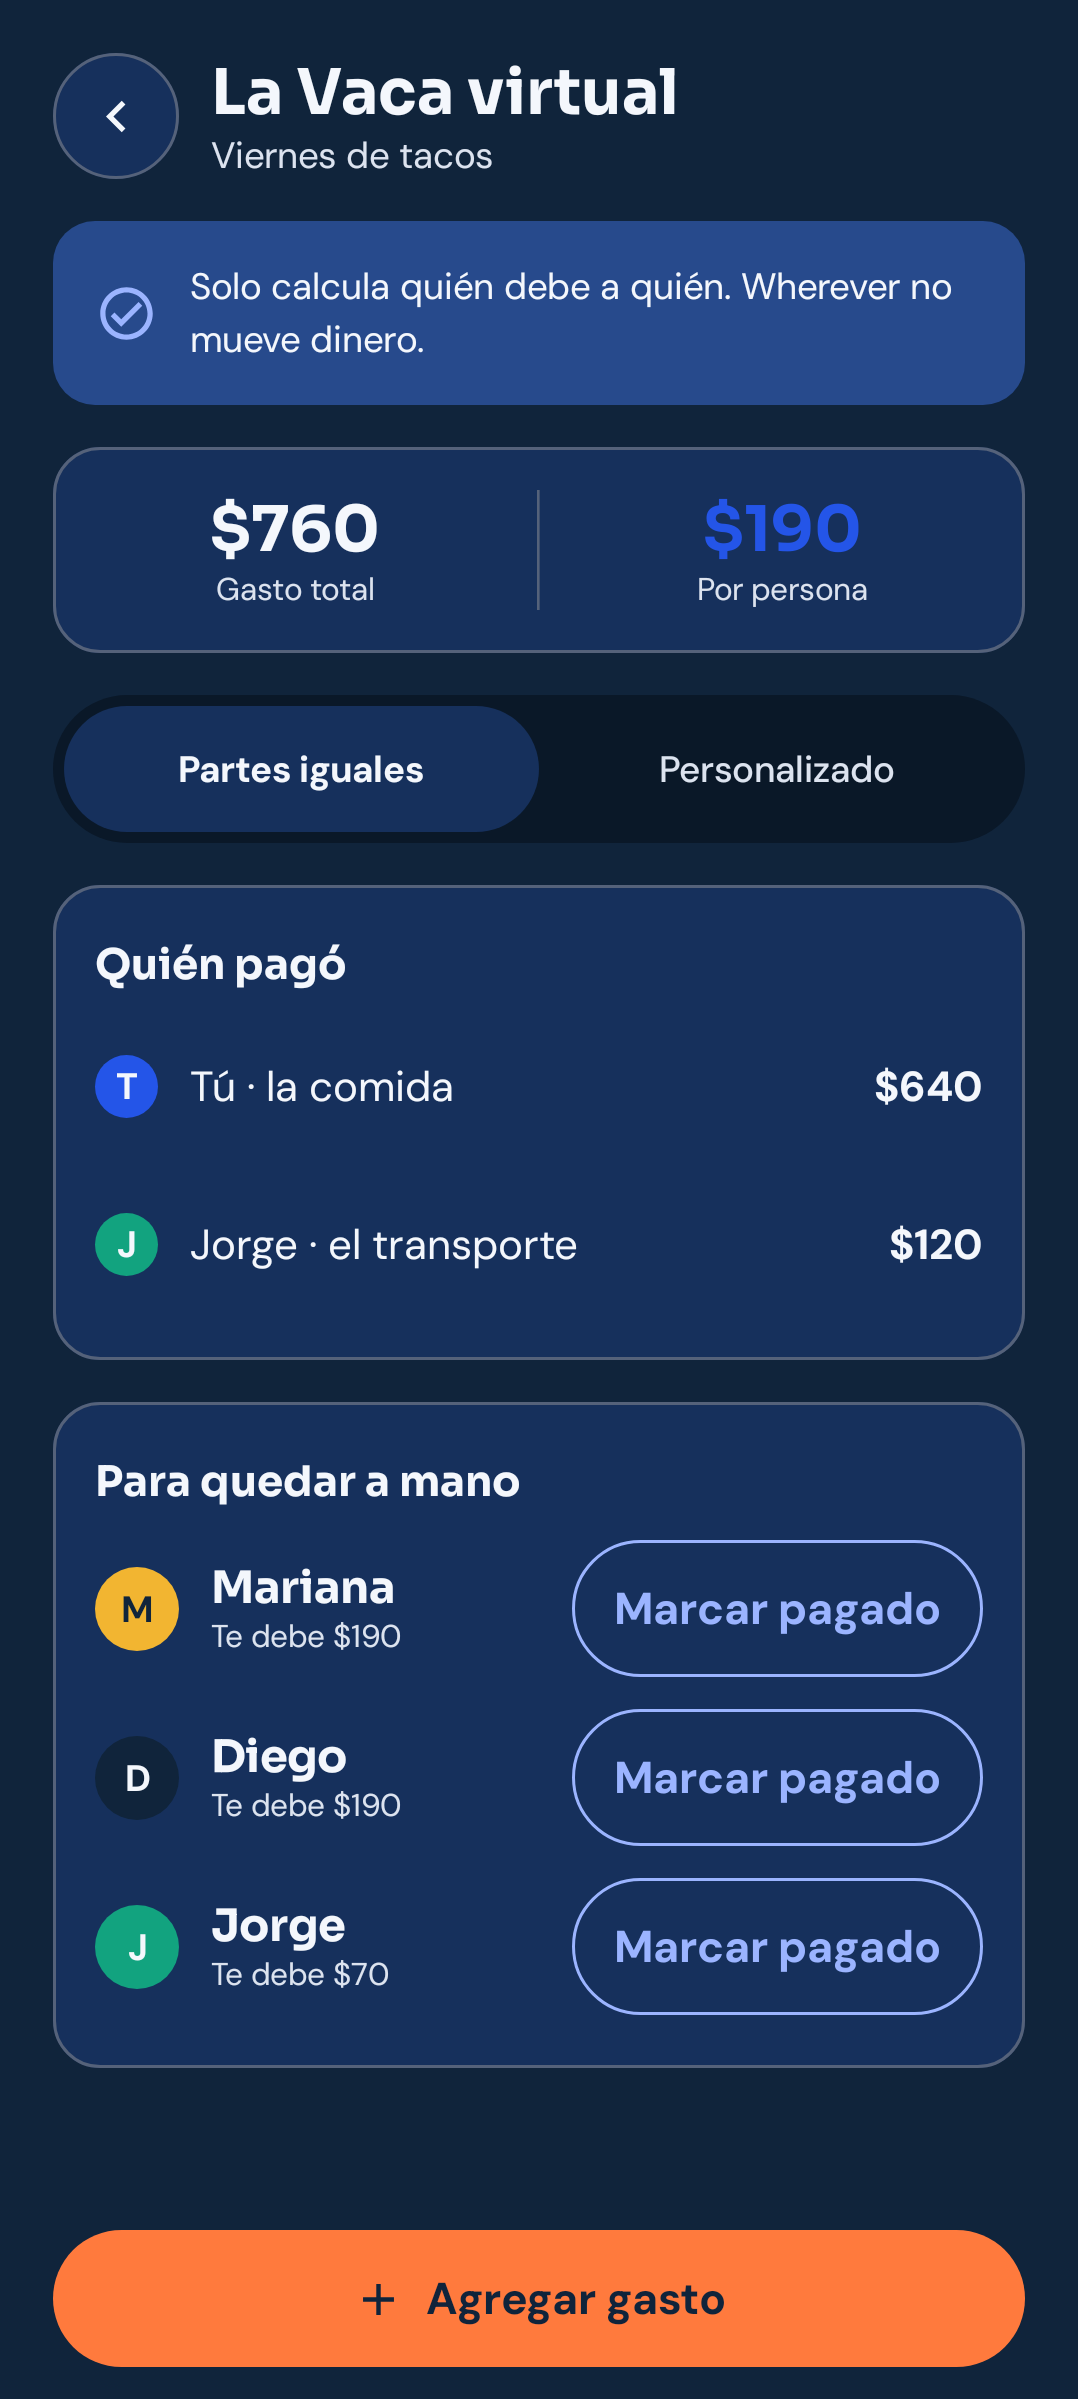 La Vaca virtual
Viernes de tacos
Solo calcula quién debe a quién. Wherever no
mueve dinero.
$760
Gasto total
$190
Por persona
Partes iguales
Personalizado
Quién pagó
T
Tú · la comida
$640
J
Jorge · el transporte
$120
Para quedar a mano
M
Mariana
Te debe $190
Marcar pagado
D
Diego
Te debe $190
Marcar pagado
J
Jorge
Te debe $70
Marcar pagado
+ Agregar gasto